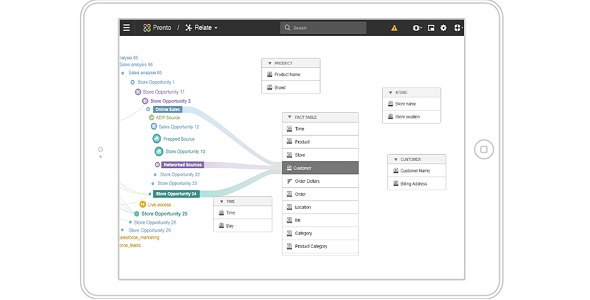 Pronto / Relate
Search
analysis 66
Sales analysis 66
Sales analysis 65
Store Opportunity 1
Store Opportunity 11
Store Opportunity 2
Online Sales
ADR Source
Sales Opportunity 12
Prepped Source
Store Opportunity 10
Networked Sources
Store Opportunity 22
Store Opportunity 23
Store Opportunity 24
Live access
Store Opportunity 25
Store Opportunity 26
Store Opportunity 26
salesforce_marketing
force_leads
PRODUCT
Product Name
Brand
FACT TABLE
Time
Product
Store
Customer
Order Dollars
Order
Location
Bill
Category
Product Category
TIME
Time
Day
STORE
Store name
Store location
CUSTOMER
Customer Name
Billing Address